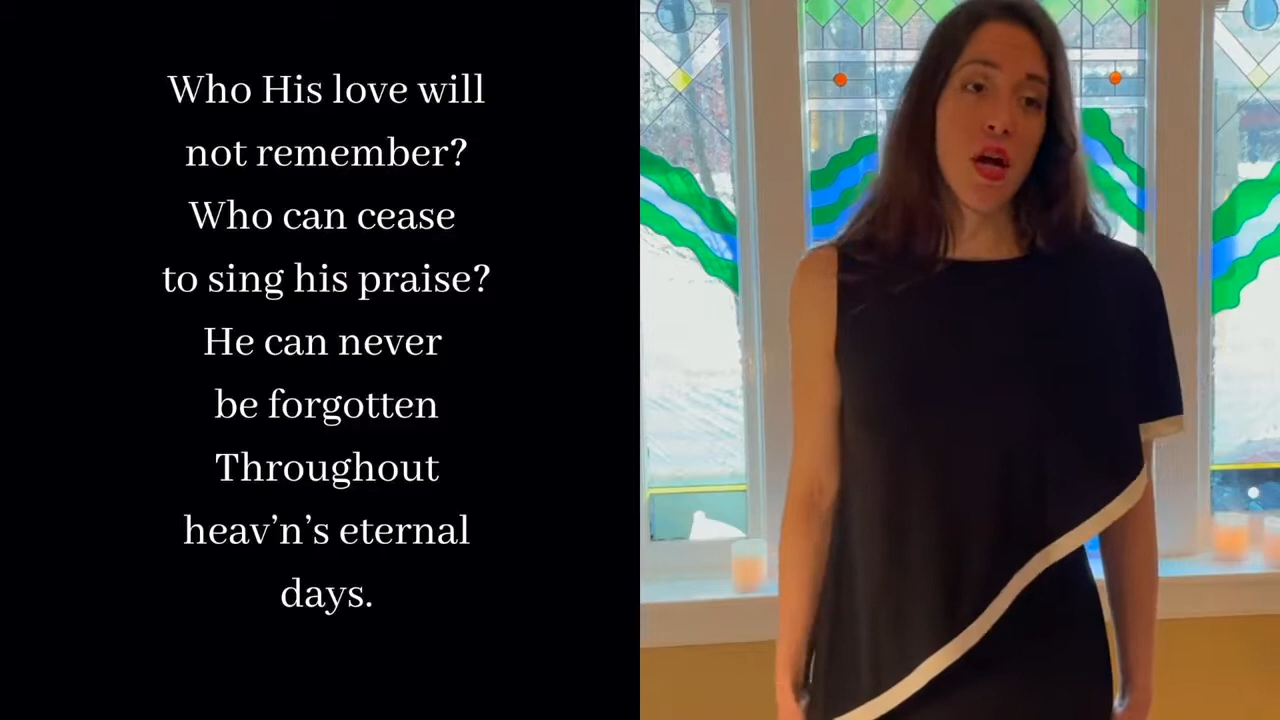 Who His love will
not remember?
Who can cease
to sing his praise?
He can never
be forgotten
Throughout
heav’n’s eternal
days.